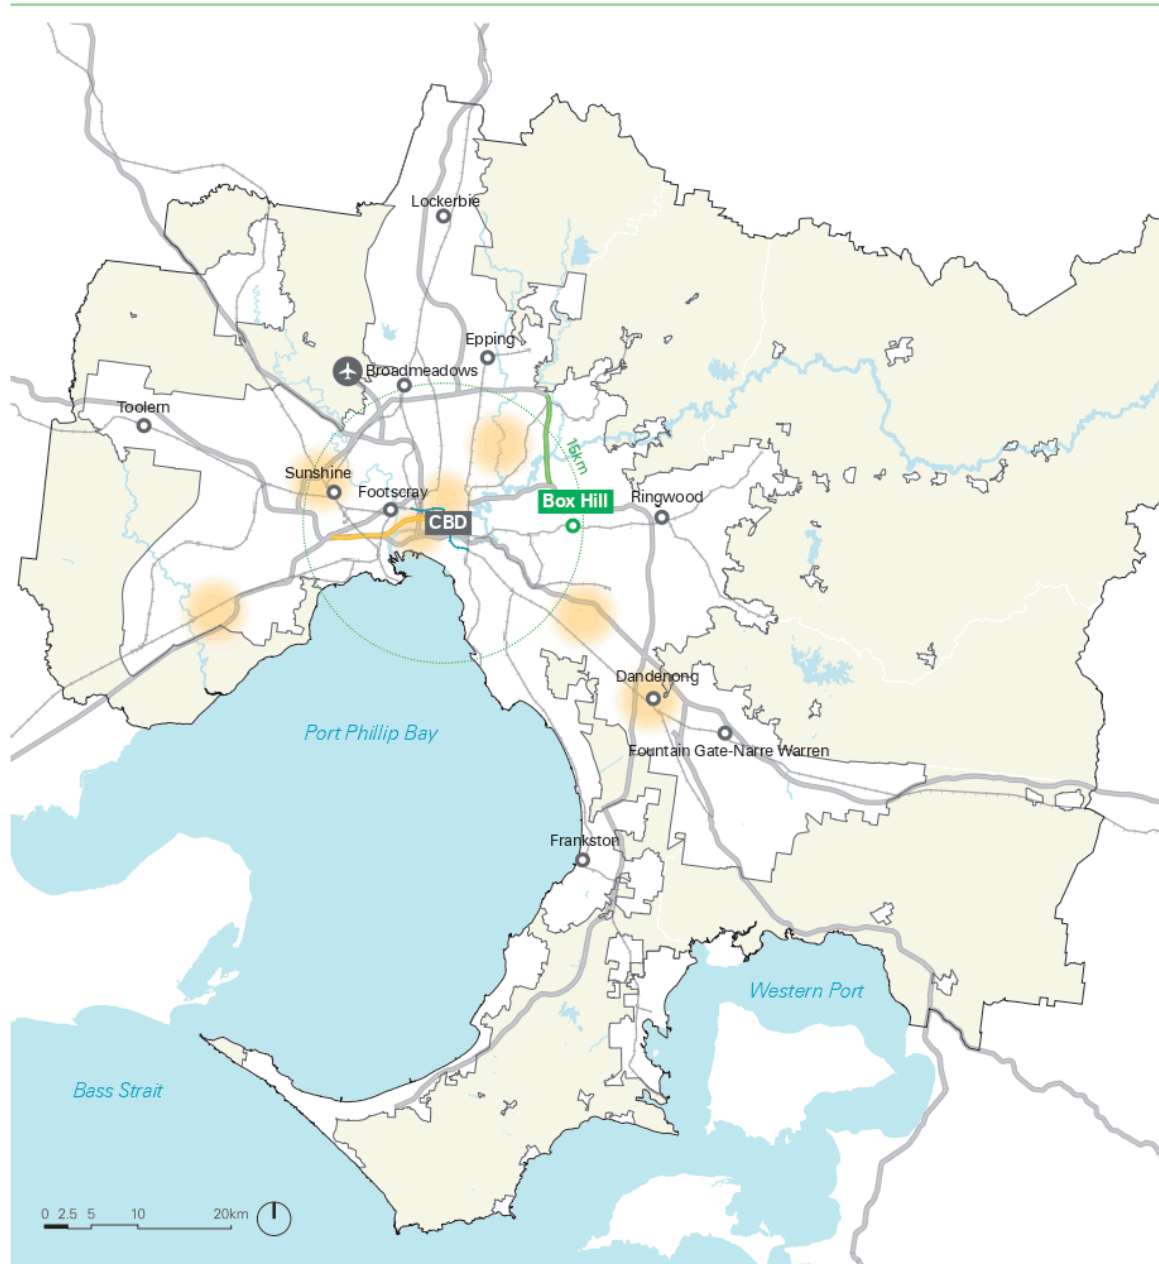 Lockerbie
Epping
Broadmeadows
Toolern
15km
Sunshine
Footscray
Box Hill
Ringwood
CBD
Dandenong
Port Phillip Bay
Fountain Gate-Narre Warren
Frankston
Western Port
Bass Strait
0 2.5 5 10 20km